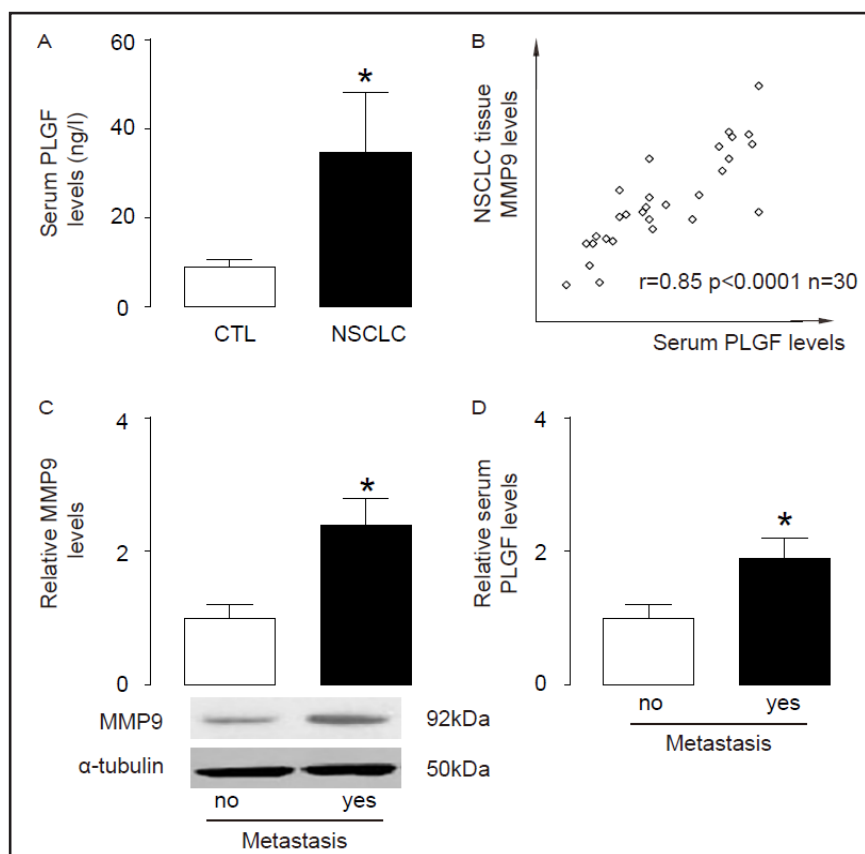 A
Serum PLGF
levels (ng/l)
60
40
20
0
*
CTL NSCLC
B
NSCLC tissue
MMP9 levels
r=0.85 p<0.0001 n=30
Serum PLGF levels
C
Relative MMP9
levels
4
2
0
*
MMP9 92kDa
α-tubulin 50kDa
no yes
Metastasis
D
Relative serum
PLGF levels
4
2
0
*
no yes
Metastasis